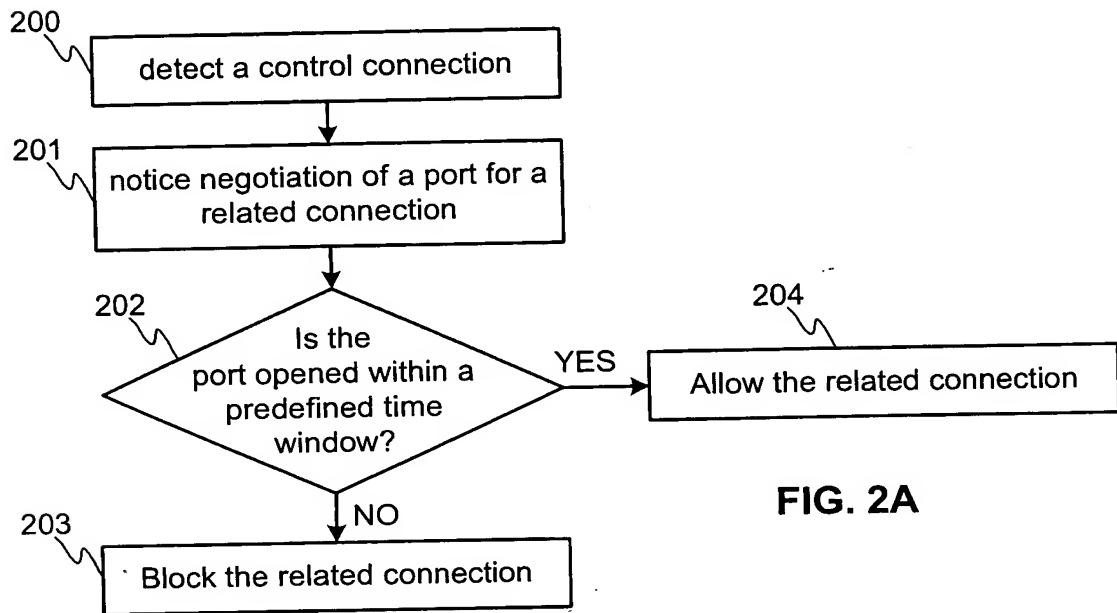 200
detect a control connection
201
notice negotiation of a port for a
related connection
202
Is the
port opened within a
predefined time
window?
YES
204
Allow the related connection
NO
203
Block the related connection
FIG. 2A